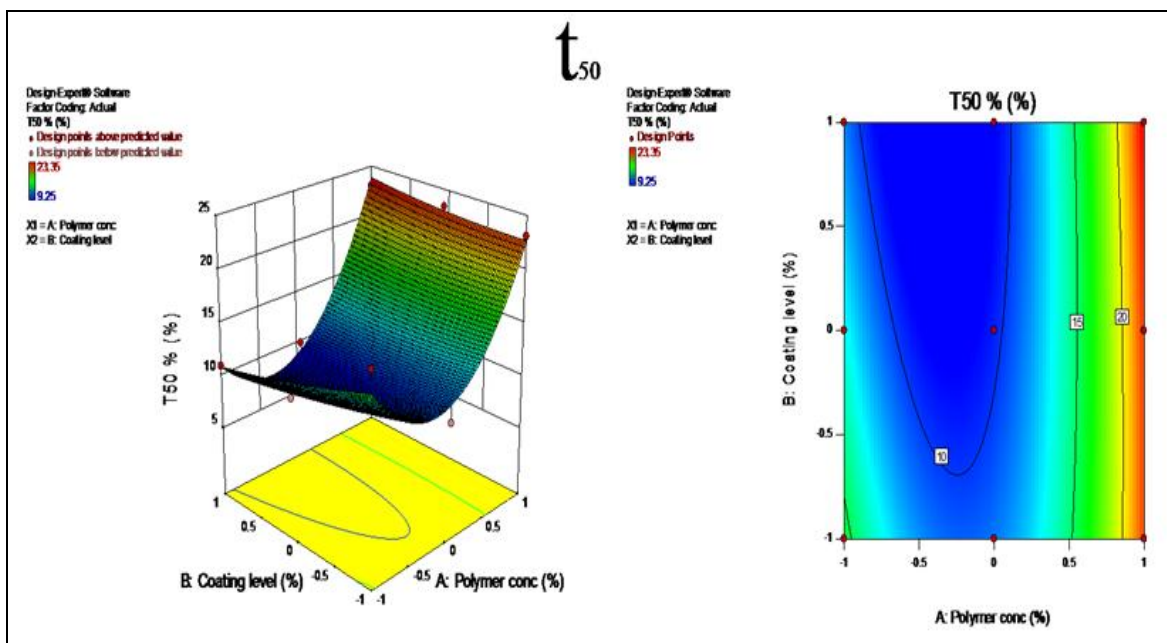 t50
Design-Expert® Software
Factor Coding: Actual
T50 % (%)
Design points above predicted value
Design points below predicted value
23.35
9.25
X1 = A: Polymer conc
X2 = B: Coating level
25
20
15
10
5
T50 % (%)
1
0.5
0
-0.5
-1
B: Coating level (%)
-1
-0.5
0
0.5
1
A: Polymer conc (%)
Design-Expert® Software
Factor Coding: Actual
T50 % (%)
Design Points
23.35
9.25
X1 = A: Polymer conc
X2 = B: Coating level
T50 % (%)
1
0.5
0
-0.5
-1
B: Coating level (%)
10
15
20
-1
-0.5
0
0.5
1
A: Polymer conc (%)